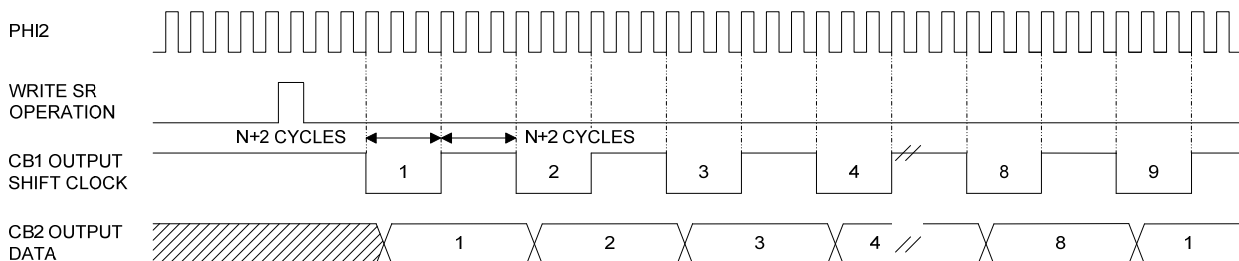 PHI2
WRITE SR
OPERATION
N+2 CYCLES N+2 CYCLES
CB1 OUTPUT
SHIFT CLOCK
1 2 3 4 8 9
CB2 OUTPUT
DATA
1 2 3 4 8 1